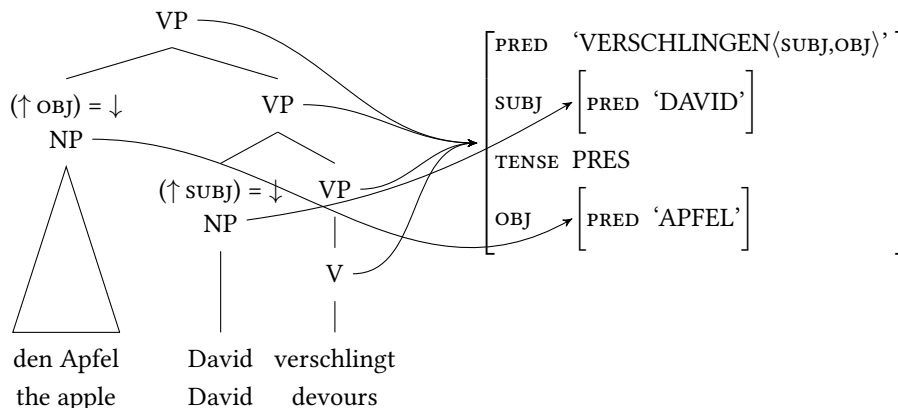 VP
PRED ‘VERSCHLINGEN⟨SUBJ,OBJ⟩’
(↑ OBJ) = ↓
VP
SUBJ
PRED ‘DAVID’
NP
TENSE PRES
(↑ SUBJ) = ↓
VP
NP
OBJ
PRED ‘APFEL’
V
den Apfel David verschlingt
the apple David devours